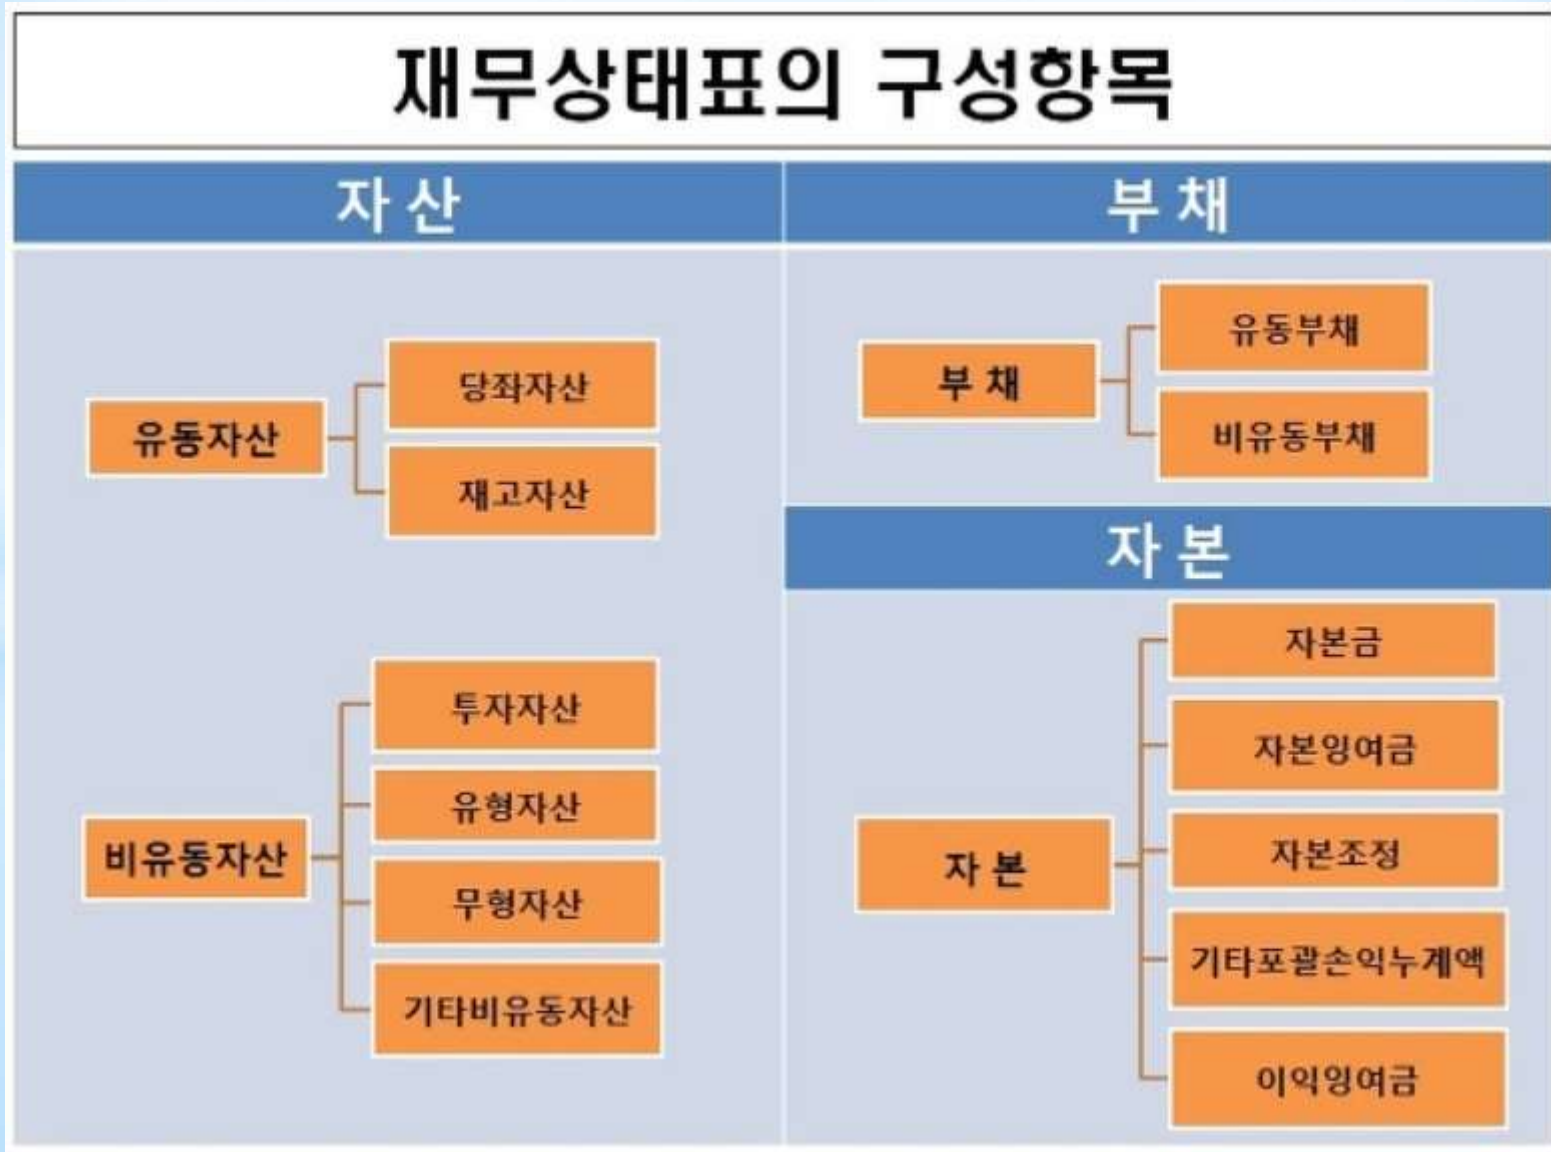 재무상태표의 구성항목
자 산
유동자산
당좌자산
재고자산
비유동자산
투자자산
유형자산
무형자산
기타비유동자산
부 채
부 채
유동부채
비유동부채
자 본
자 본
자본금
자본잉여금
자본조정
기타포괄손익누계액
이익잉여금